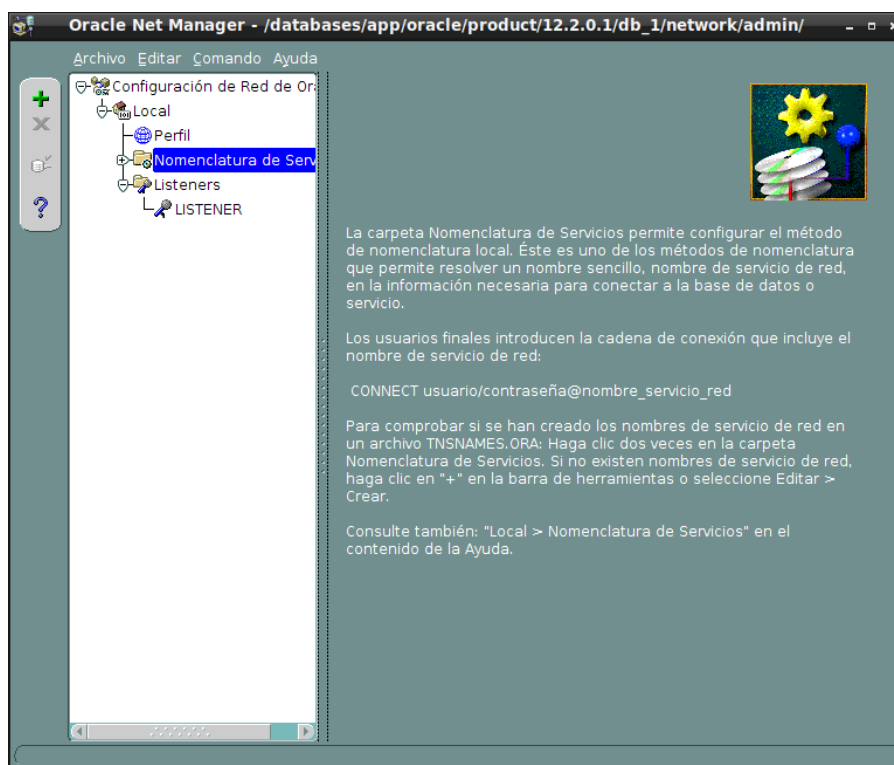 Oracle Net Manager - /databases/app/oracle/product/12.2.0.1/db_1/network/admin/
Archivo Editar Comando Ayuda
Configuración de Red de Or
Local
Perfil
Nomenclatura de Serv
Listeners
LISTENER
La carpeta Nomenclatura de Servicios permite configurar el método
de nomenclatura local. Éste es uno de los métodos de nomenclatura
que permite resolver un nombre sencillo, nombre de servicio de red,
en la información necesaria para conectar a la base de datos o
servicio.
Los usuarios finales introducen la cadena de conexión que incluye el
nombre de servicio de red:
CONNECT usuario/contraseña@nombre_servicio_red
Para comprobar si se han creado los nombres de servicio de red en
un archivo TNSNAMES.ORA: Haga clic dos veces en la carpeta
Nomenclatura de Servicios. Si no existen nombres de servicio de red,
haga clic en "+" en la barra de herramientas o seleccione Editar >
Crear.
Consulte también: "Local > Nomenclatura de Servicios" en el
contenido de la Ayuda.